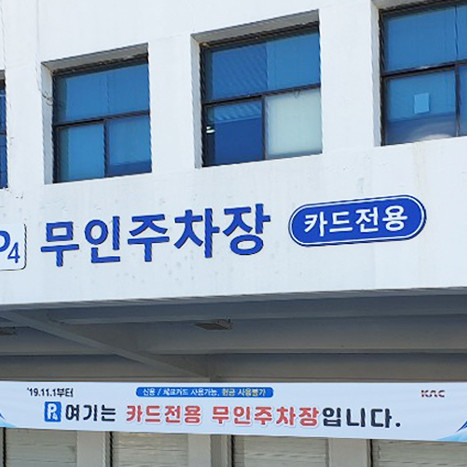 P4 무인주차장 카드전용
'19.11.1부터 신용 / 체크카드 사용가능, 현금 사용불가 KAC
P 여기는 카드전용 무인주차장입니다.